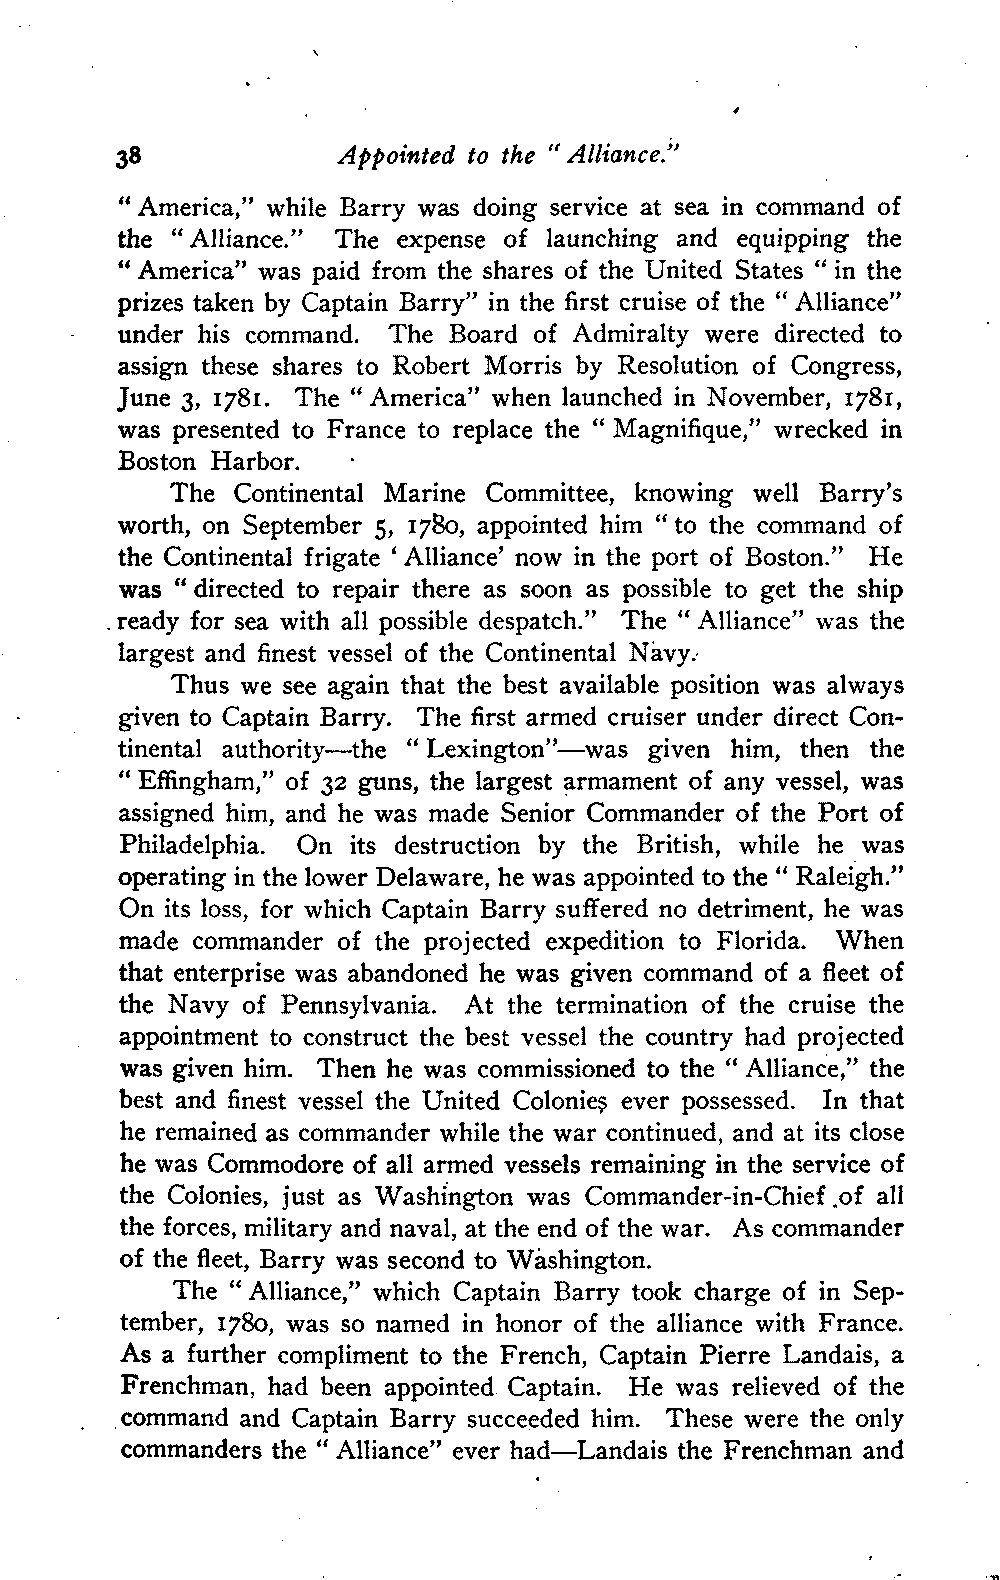 38 Appointed to the "Alliance."
"America," while Barry was doing service at sea in command of
the "Alliance." The expense of launching and equipping the
"America" was paid from the shares of the United States "in the
prizes taken by Captain Barry" in the first cruise of the "Alliance"
under his command. The Board of Admiralty were directed to
assign these shares to Robert Morris by Resolution of Congress,
June 3, 1781. The "America" when launched in November, 1781,
was presented to France to replace the "Magnifique," wrecked in
Boston Harbor.
The Continental Marine Committee, knowing well Barry's
worth, on September 5, 1780, appointed him "to the command of
the Continental frigate 'Alliance' now in the port of Boston." He
was "directed to repair there as soon as possible to get the ship
ready for sea with all possible despatch." The "Alliance" was the
largest and finest vessel of the Continental Navy.
Thus we see again that the best available position was always
given to Captain Barry. The first armed cruiser under direct Con-
tinental authority—the "Lexington"—was given him, then the
"Effingham," of 32 guns, the largest armament of any vessel, was
assigned him, and he was made Senior Commander of the Port of
Philadelphia. On its destruction by the British, while he was
operating in the lower Delaware, he was appointed to the "Raleigh."
On its loss, for which Captain Barry suffered no detriment, he was
made commander of the projected expedition to Florida. When
that enterprise was abandoned he was given command of a fleet of
the Navy of Pennsylvania. At the termination of the cruise the
appointment to construct the best vessel the country had projected
was given him. Then he was commissioned to the "Alliance," the
best and finest vessel the United Colonies ever possessed. In that
he remained as commander while the war continued, and at its close
he was Commodore of all armed vessels remaining in the service of
the Colonies, just as Washington was Commander-in-Chief of all
the forces, military and naval, at the end of the war. As commander
of the fleet, Barry was second to Washington.
The "Alliance," which Captain Barry took charge of in Sep-
tember, 1780, was so named in honor of the alliance with France.
As a further compliment to the French, Captain Pierre Landais, a
Frenchman, had been appointed Captain. He was relieved of the
command and Captain Barry succeeded him. These were the only
commanders the "Alliance" ever had—Landais the Frenchman and